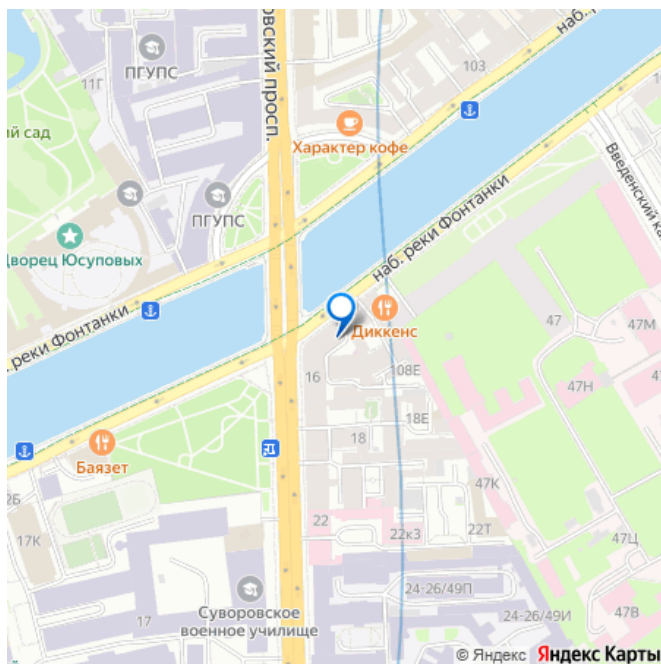 наб. реки
103
ПГУПС
11Г
овский просп.
Характер кофе
ий сад
ПГУПС
Введенский ка
Дворец Юсуповых
наб. реки Фонтанки
. реки Фонтанки
Диккенс
47
47М
16
108Е
47Н
18Е
18
Баязет
2Б
47К
17К
22
22к3
22Т
47Ц
24-26/49П
17
Суворовское
военное училище
24-26/49И
47В
© Яндекс Яндекс Карты